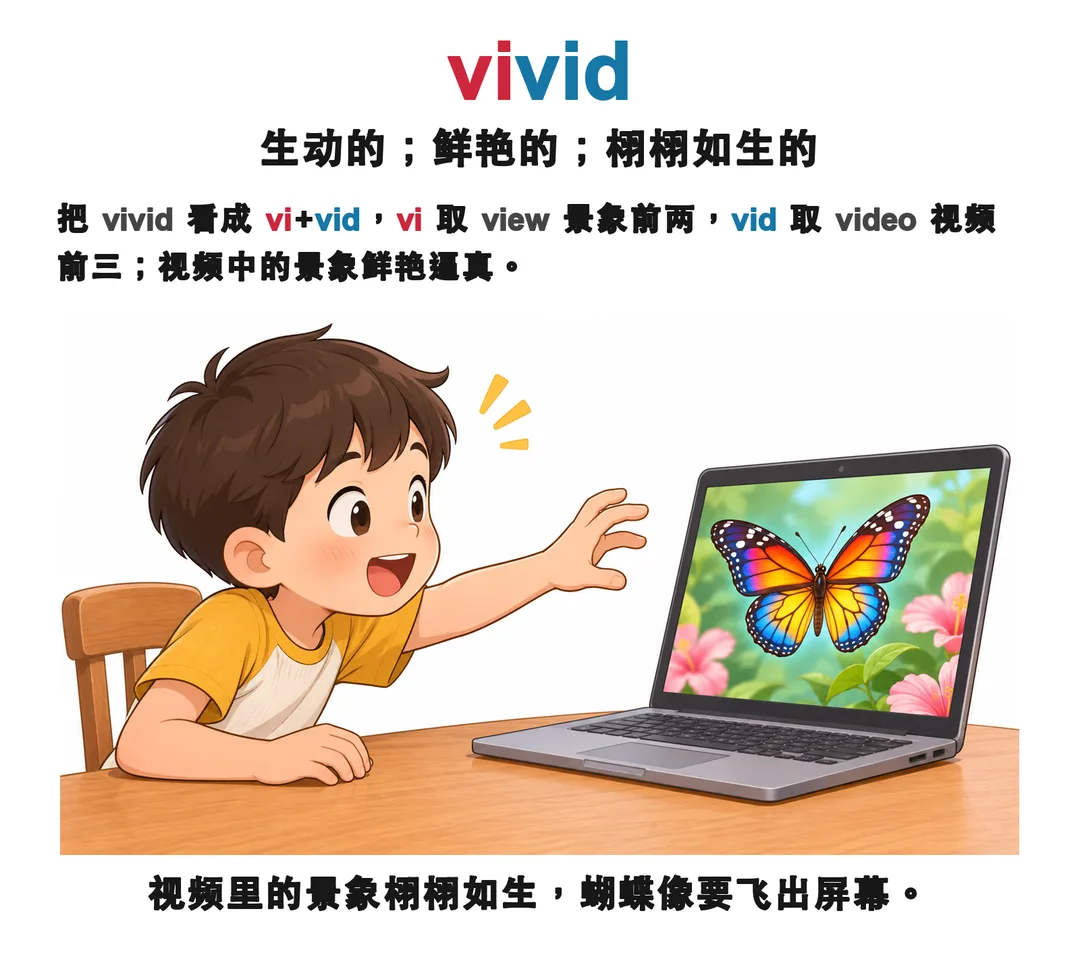 vivid
生动的；鲜艳的；栩栩如生的
把 vivid 看成 vi+vid，vi 取 view 景象前两，vid 取 video 视频
前三；视频中的景象鲜艳逼真。
视频里的景象栩栩如生，蝴蝶像要飞出屏幕。